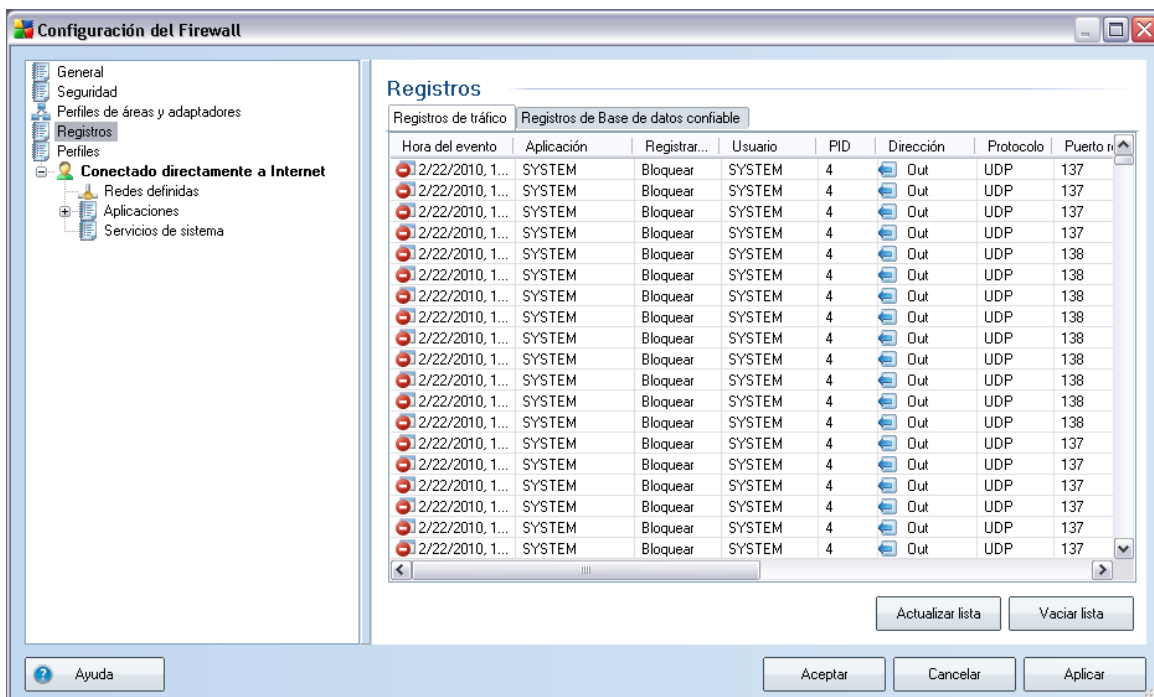 Configuración del Firewall
General
Seguridad
Perfiles de áreas y adaptadores
Registros
Perfiles
Conectado directamente a Internet
Redes definidas
Aplicaciones
Servicios de sistema
Registros
Registros de tráfico Registros de Base de datos confiable
Hora del evento Aplicación Registrar... Usuario PID Dirección Protocolo Puerto r
2/22/2010, 1... SYSTEM Bloquear SYSTEM 4 Out UDP 137
2/22/2010, 1... SYSTEM Bloquear SYSTEM 4 Out UDP 137
2/22/2010, 1... SYSTEM Bloquear SYSTEM 4 Out UDP 137
2/22/2010, 1... SYSTEM Bloquear SYSTEM 4 Out UDP 137
2/22/2010, 1... SYSTEM Bloquear SYSTEM 4 Out UDP 138
2/22/2010, 1... SYSTEM Bloquear SYSTEM 4 Out UDP 138
2/22/2010, 1... SYSTEM Bloquear SYSTEM 4 Out UDP 138
2/22/2010, 1... SYSTEM Bloquear SYSTEM 4 Out UDP 138
2/22/2010, 1... SYSTEM Bloquear SYSTEM 4 Out UDP 138
2/22/2010, 1... SYSTEM Bloquear SYSTEM 4 Out UDP 138
2/22/2010, 1... SYSTEM Bloquear SYSTEM 4 Out UDP 138
2/22/2010, 1... SYSTEM Bloquear SYSTEM 4 Out UDP 138
2/22/2010, 1... SYSTEM Bloquear SYSTEM 4 Out UDP 138
2/22/2010, 1... SYSTEM Bloquear SYSTEM 4 Out UDP 137
2/22/2010, 1... SYSTEM Bloquear SYSTEM 4 Out UDP 137
2/22/2010, 1... SYSTEM Bloquear SYSTEM 4 Out UDP 137
2/22/2010, 1... SYSTEM Bloquear SYSTEM 4 Out UDP 137
2/22/2010, 1... SYSTEM Bloquear SYSTEM 4 Out UDP 137
2/22/2010, 1... SYSTEM Bloquear SYSTEM 4 Out UDP 137
Actualizar lista Vaciar lista
Ayuda Aceptar Cancelar Aplicar